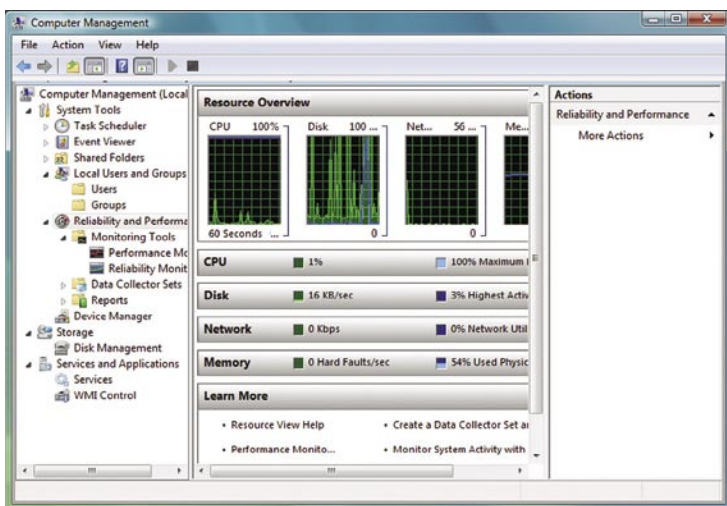 Computer Management
File Action View Help
Computer Management (Local
System Tools
Task Scheduler
Event Viewer
Shared Folders
Local Users and Groups
Users
Groups
Reliability and Performa
Monitoring Tools
Performance Mo
Reliability Monit
Data Collector Sets
Reports
Device Manager
Storage
Disk Management
Services and Applications
Services
WMI Control
Resource Overview
CPU 100%
Disk 100 ...
Net... 56 ...
Me...
60 Seconds ...
0
0
CPU 1% 100% Maximum
Disk 16 KB/sec 3% Highest Activ
Network 0 Kbps 0% Network Util
Memory 0 Hard Faults/sec 54% Used Physic
Learn More
• Resource View Help
• Create a Data Collector Set a
• Performance Monito...
• Monitor System Activity with
Actions
Reliability and Performance
More Actions